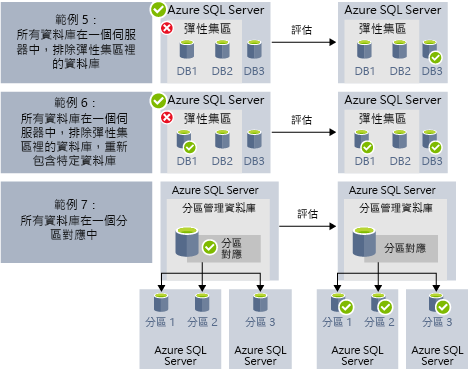 範例 5：
所有資料庫在一個伺服
器中，排除彈性集區裡
的資料庫
Azure SQL Server
彈性集區
DB1
DB2
DB3
評估
Azure SQL Server
彈性集區
DB1
DB2
DB3
範例 6：
所有資料庫在一個伺
服器中，排除彈性集
區裡的資料庫，重新
包含特定資料庫
Azure SQL Server
彈性集區
DB1
DB2
DB3
評估
Azure SQL Server
彈性集區
DB1
DB2
DB3
範例 7：
所有資料庫在一個分
區對應中
Azure SQL Server
分區管理資料庫
分區
對應
評估
Azure SQL Server
分區管理資料庫
分區對應
分區 1
分區 2
分區 3
Azure SQL
Server
Azure SQL
Server
分區 1
分區 2
分區 3
Azure SQL
Server
Azure SQL
Server